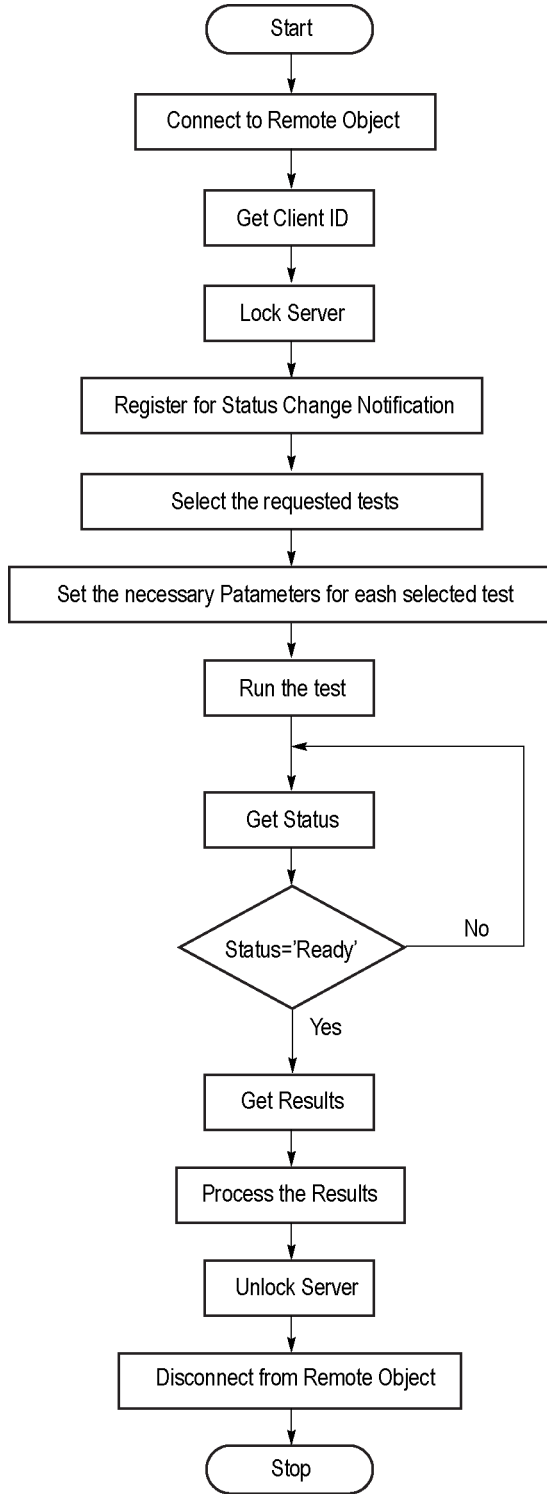 Start
Connect to Remote Object
Get Client ID
Lock Server
Register for Status Change Notification
Select the requested tests
Set the necessary Patameters for eash selected test
Run the test
Get Status
Status='Ready'
No
Yes
Get Results
Process the Results
Unlock Server
Disconnect from Remote Object
Stop